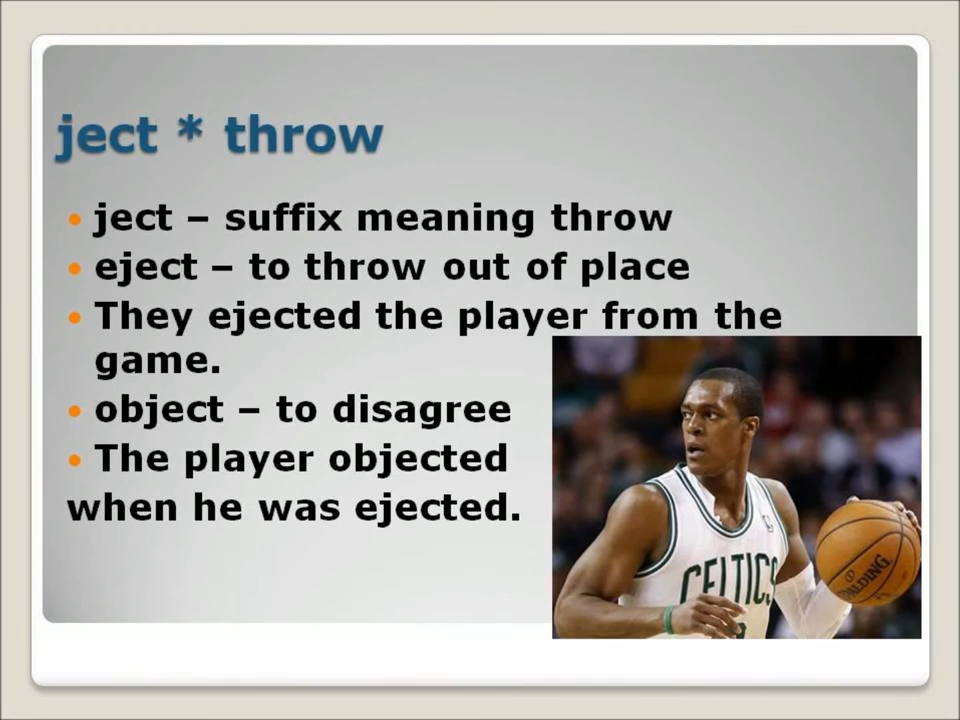 ject * throw
ject – suffix meaning throw
eject – to throw out of place
They ejected the player from the
game.
object – to disagree
The player objected
when he was ejected.
CELTICS
SPALDING